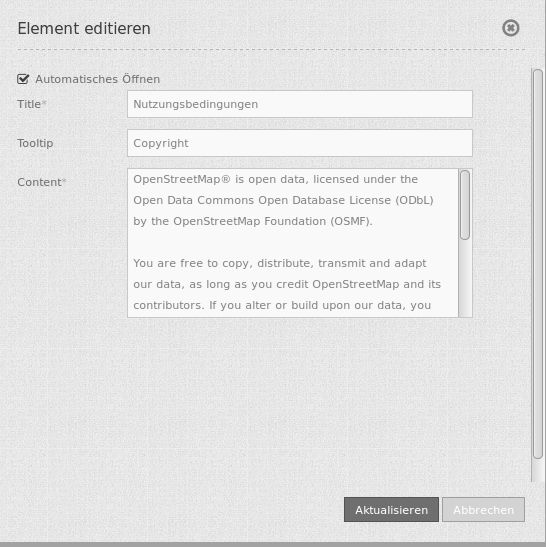 Element editieren
Automatisches Öffnen
Title*
Nutzungsbedingungen
Tooltip
Copyright
Content*
OpenStreetMap® is open data, licensed under the
Open Data Commons Open Database License (ODbL)
by the OpenStreetMap Foundation (OSMF).
You are free to copy, distribute, transmit and adapt
our data, as long as you credit OpenStreetMap and its
contributors. If you alter or build upon our data, you
Aktualisieren
Abbrechen